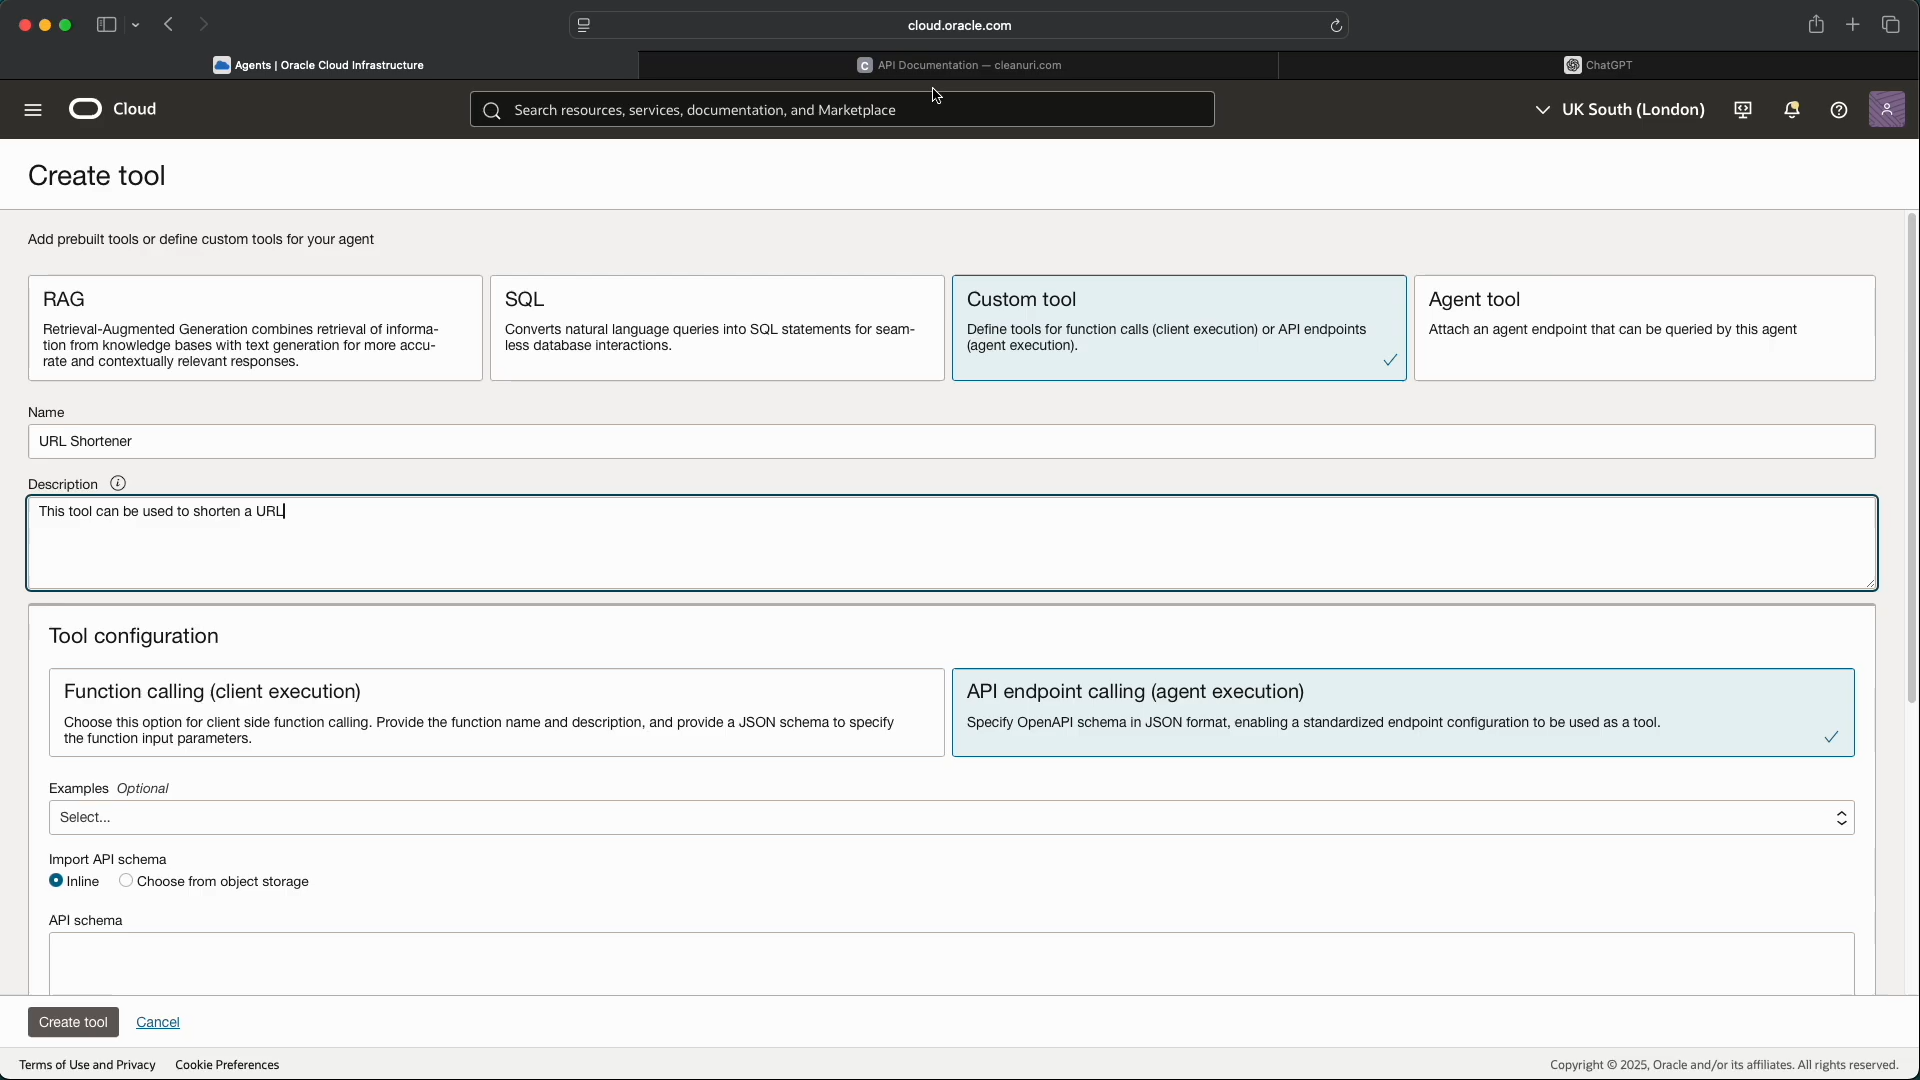 cloud.oracle.com
Agents | Oracle Cloud Infrastructure
C API Documentation — cleanuri.com
ChatGPT
Cloud
Search resources, services, documentation, and Marketplace
UK South (London)
Create tool
Add prebuilt tools or define custom tools for your agent
RAG
Retrieval-Augmented Generation combines retrieval of informa-
tion from knowledge bases with text generation for more accu-
rate and contextually relevant responses.
SQL
Converts natural language queries into SQL statements for seam-
less database interactions.
Custom tool
Define tools for function calls (client execution) or API endpoints
(agent execution).
Agent tool
Attach an agent endpoint that can be queried by this agent
Name
URL Shortener
Description
This tool can be used to shorten a URL
Tool configuration
Function calling (client execution)
Choose this option for client side function calling. Provide the function name and description, and provide a JSON schema to specify
the function input parameters.
API endpoint calling (agent execution)
Specify OpenAPI schema in JSON format, enabling a standardized endpoint configuration to be used as a tool.
Examples Optional
Select...
Import API schema
Inline
Choose from object storage
API schema
Create tool
Cancel
Terms of Use and Privacy
Cookie Preferences
Copyright © 2025, Oracle and/or its affiliates. All rights reserved.